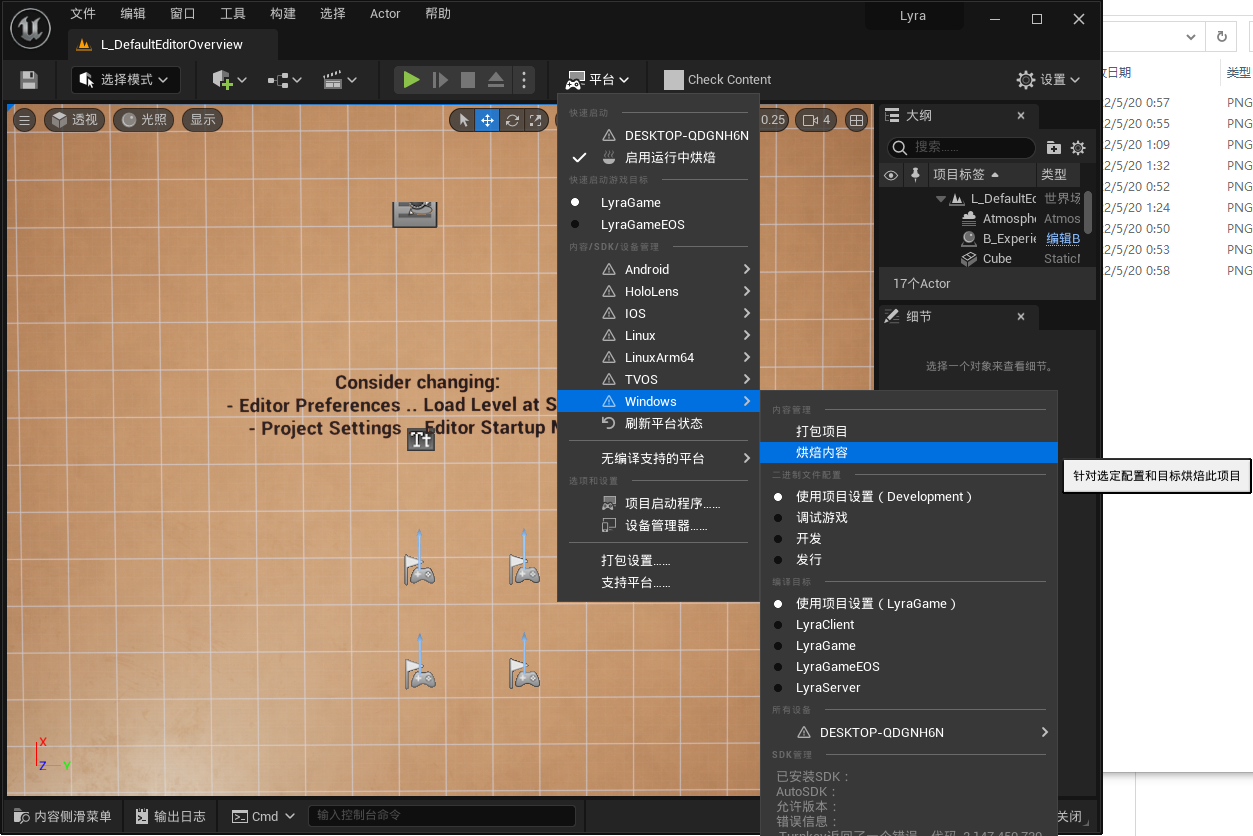 文件 编辑 窗口 工具 构建 选择 Actor 帮助
Lyra
L_DefaultEditorOverview
选择模式
平台
Check Content
设置
透视
光照
显示
0.25
4
快速启动
DESKTOP-QDGNH6N
启用运行中烘焙
快速启动游戏目标
LyraGame
LyraGameEOS
内容/SDK/设备管理
Android
HoloLens
IOS
Linux
LinuxArm64
TVOS
Windows
刷新平台状态
无编译支持的平台
选项和设置
项目启动程序......
设备管理器......
打包设置......
支持平台......
Consider changing:
- Editor Preferences .. Load Level at S
- Project Settings .. Editor Startup M
Tt
内容管理
打包项目
烘焙内容
二进制文件配置
使用项目设置 ( Development )
调试游戏
开发
发行
编译目标
使用项目设置 ( LyraGame )
LyraClient
LyraGame
LyraGameEOS
LyraServer
所有设备
DESKTOP-QDGNH6N
SDK管理
已安装SDK :
AutoSDK :
允许版本 :
错误信息 :
针对选定配置和目标烘焙此项目
大纲
搜索......
项目标签 类型
L_DefaultEd 世界场
Atmosphe Atmos
B_Experie 编辑B
Cube StaticM
17个Actor
细节
选择一个对象来查看细节。
日期 类型
2/5/20 0:57 PNG
2/5/20 0:55 PNG
2/5/20 1:09 PNG
2/5/20 1:32 PNG
2/5/20 0:52 PNG
2/5/20 1:24 PNG
2/5/20 0:50 PNG
2/5/20 0:53 PNG
2/5/20 0:58 PNG
X
Z
Y
内容侧滑菜单 输出日志 Cmd 输入控制台命令
关闭